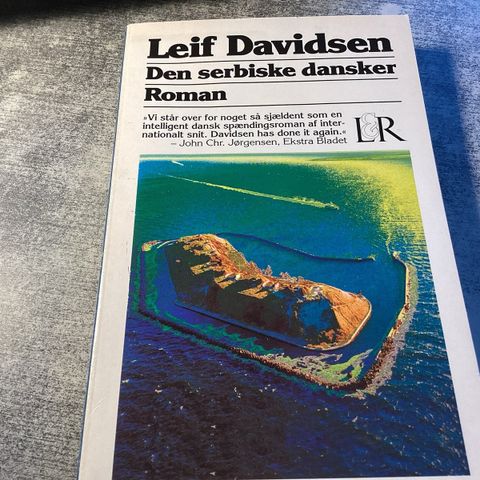 Leif Davidsen
Den serbiske dansker
Roman
»Vi står over for noget så sjældent som en
intelligent dansk spændingsroman af inter-
nationalt snit. Davidsen has done it again.«
– John Chr. Jørgensen, Ekstra Bladet
L&R